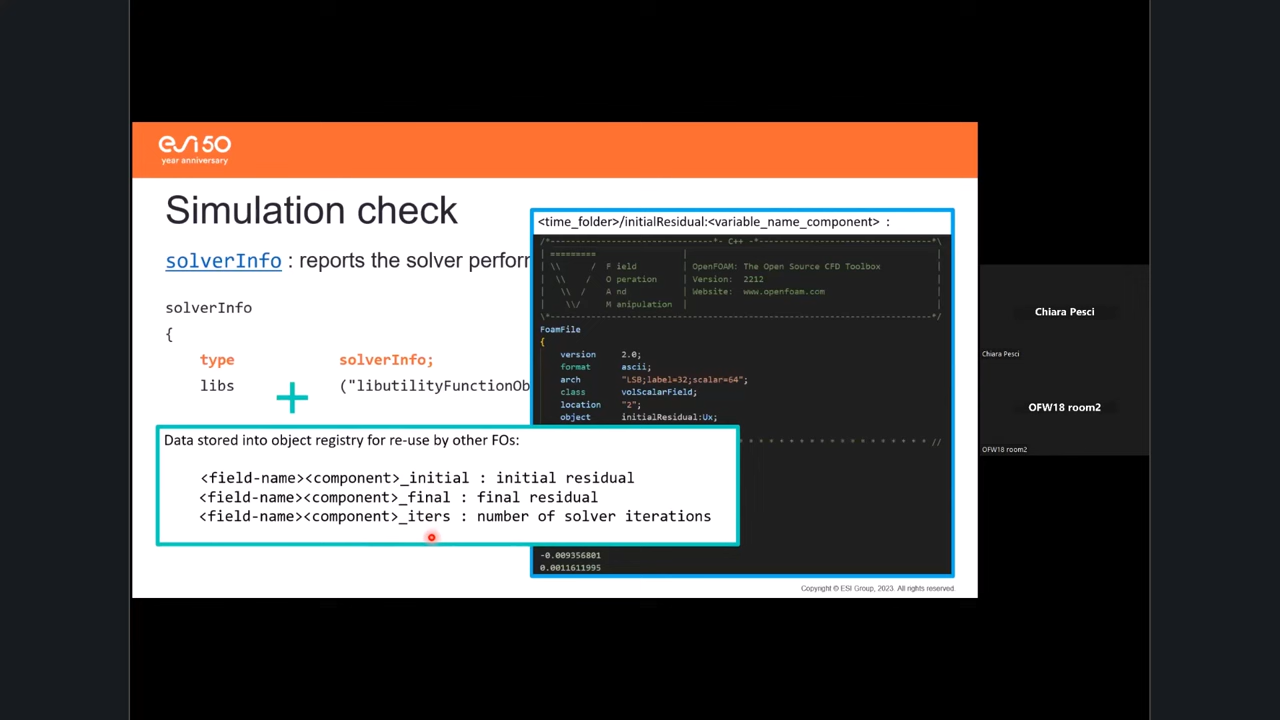 esi 50
year anniversary
Simulation check
solverInfo : reports the solver perforr
solverInfo
{
type solverInfo;
libs ("libutilityFunctionOb
+
<time_folder>/initialResidual:<variable_name_component> :
/*--------------------------------*- C++ -*----------------------------------*\
| ========= |
| \\ / F ield | OpenFOAM: The Open Source CFD Toolbox
| \\ / O peration | Version: 2212
| \\ / A nd | Website: www.openfoam.com
| \\/ M anipulation |
\*---------------------------------------------------------------------------*/
FoamFile
{
version 2.0;
format ascii;
arch "LSB;label=32;scalar=64";
class volScalarField;
location "2";
object initialResidual:Ux;
* * * * * * * * * * * * * * * * * * * //
Data stored into object registry for re-use by other FOs:
<field-name><component>_initial : initial residual
<field-name><component>_final : final residual
<field-name><component>_iters : number of solver iterations
-0.009356801
0.0011611995
Copyright © ESI Group, 2023. All rights reserved.
Chiara Pesci
Chiara Pesci
OFW18 room2
OFW18 room2